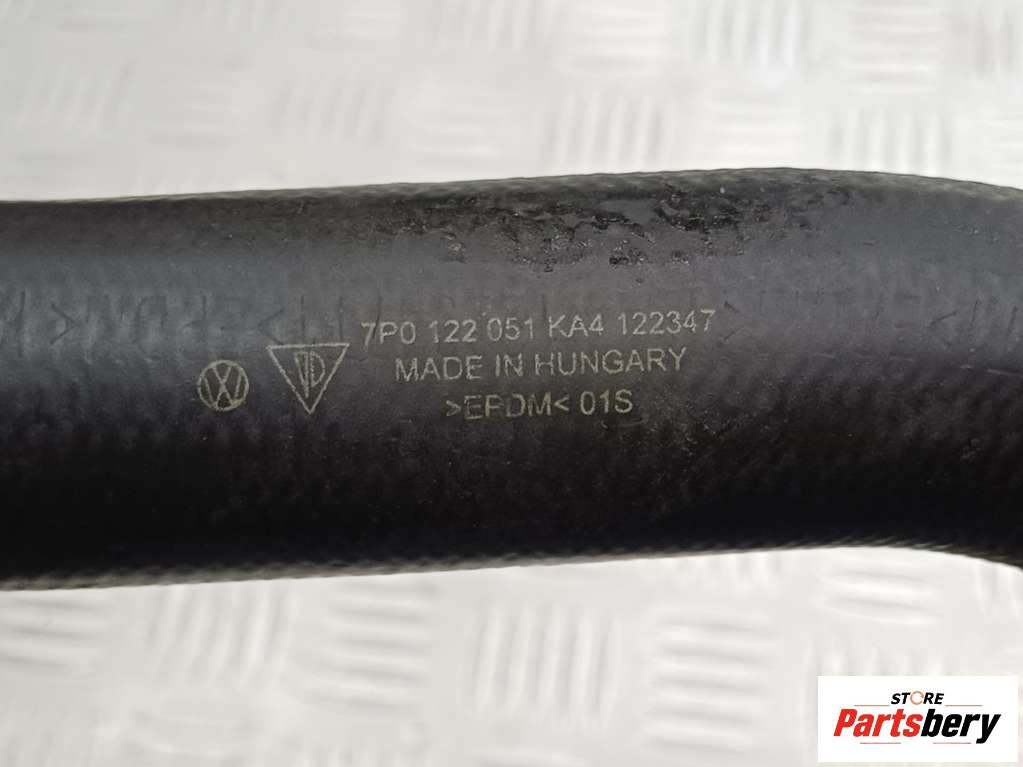 7P0 122 051 KA4 122347
MADE IN HUNGARY
>EPDM< 01S
STORE
Partsbery